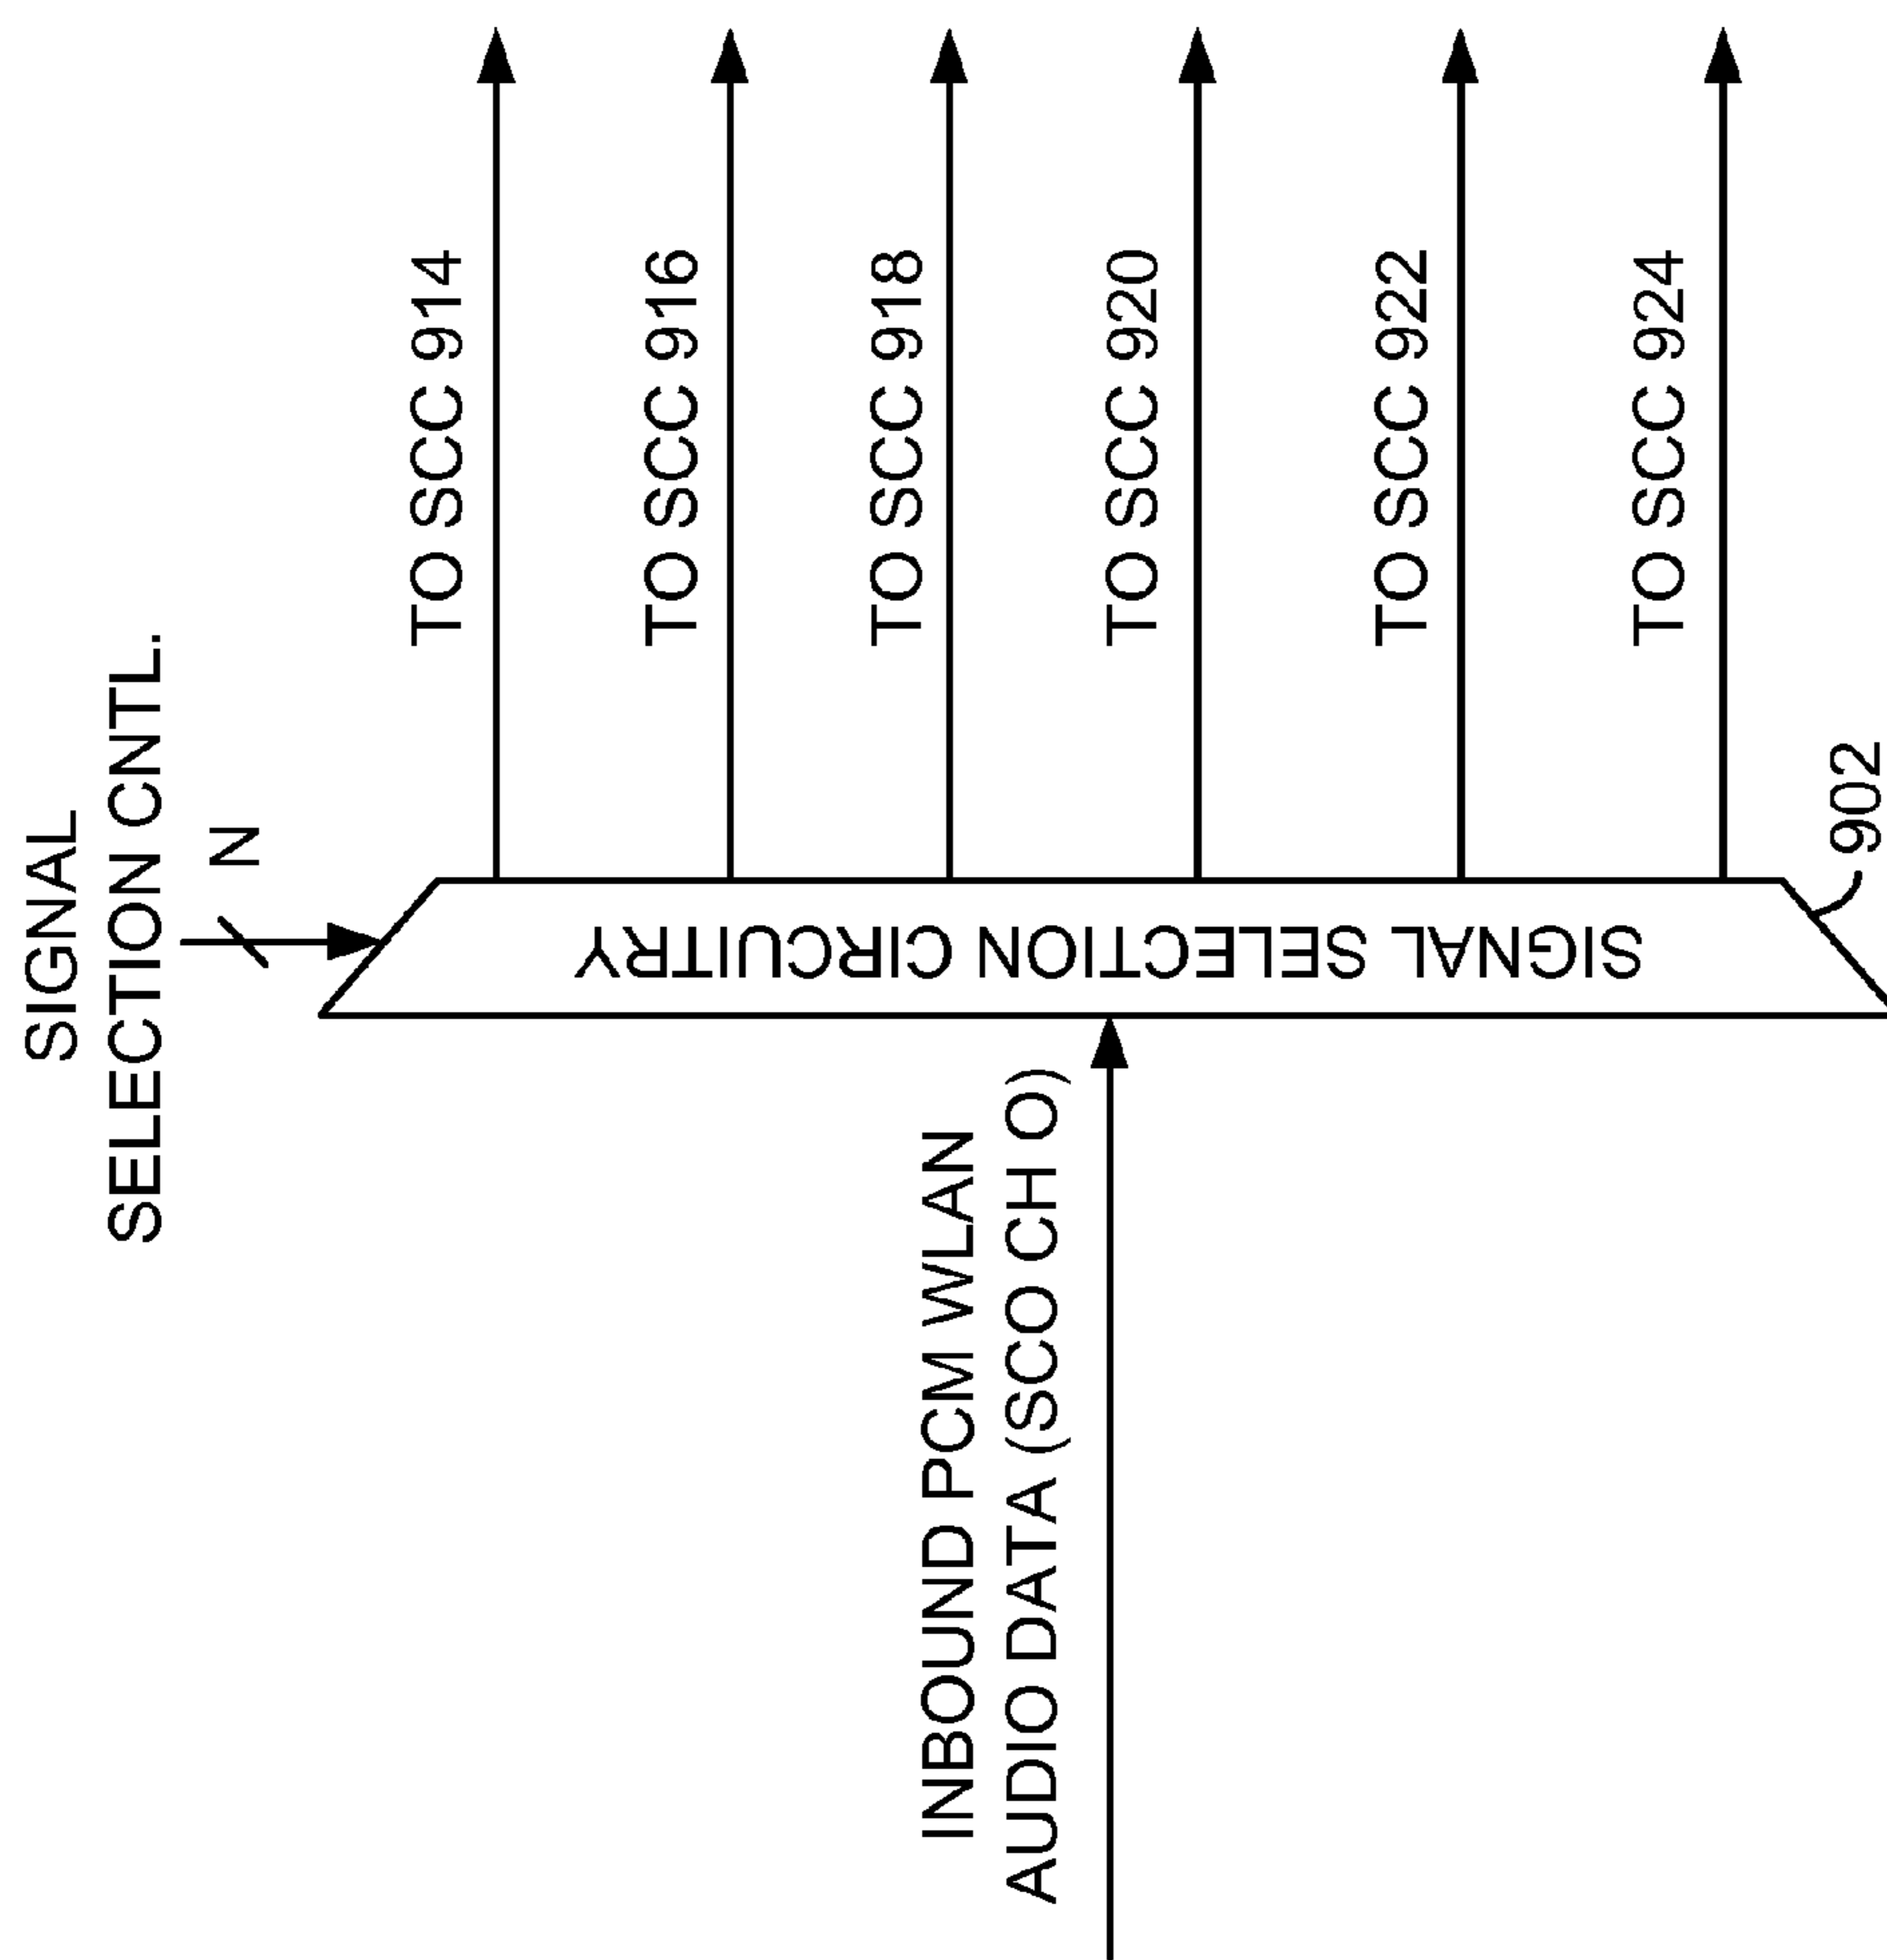 SIGNAL
SELECTION CNTL.
N
TO SCC 914
TO SCC 916
TO SCC 918
TO SCC 920
TO SCC 922
TO SCC 924
SIGNAL SELECTION CIRCUITRY
902
INBOUND PCM WLAN
AUDIO DATA (SCO CH O)